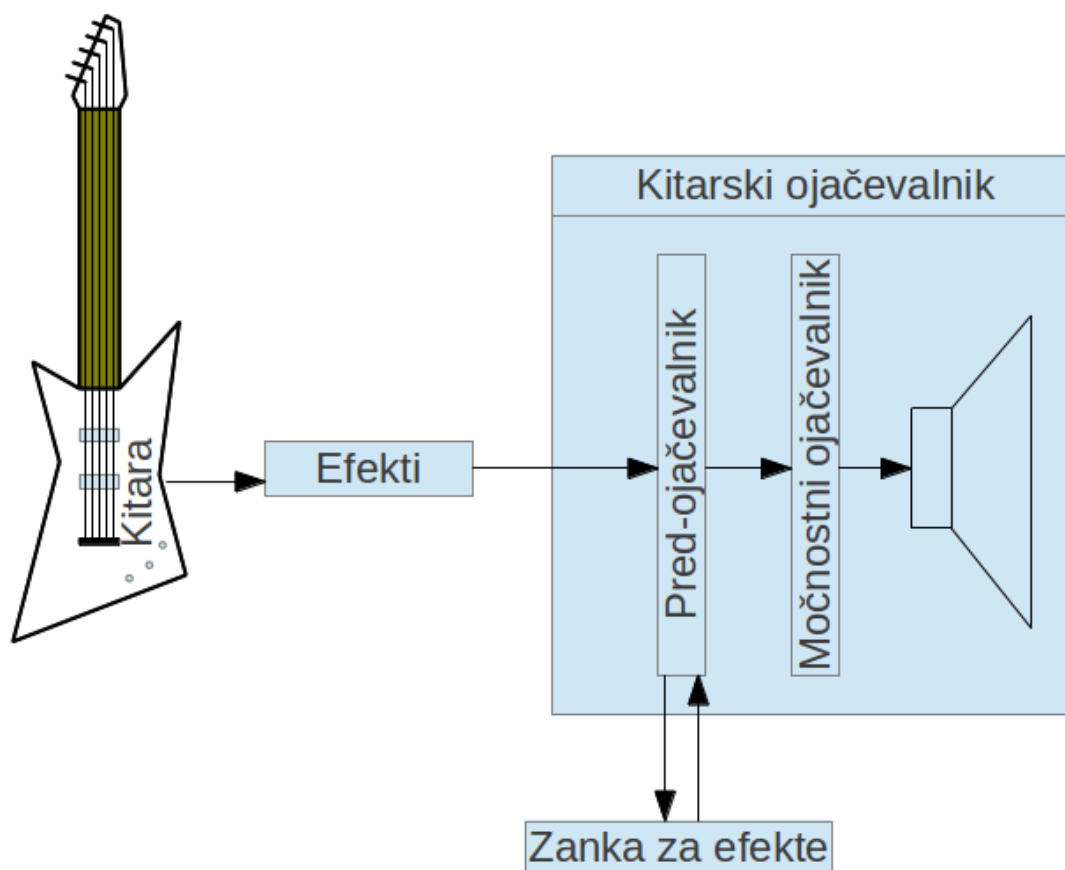 Kitarski ojačevalnik
Kitara
Efekti
Pred-ojačevalnik
Močnostni ojačevalnik
Zanka za efekte